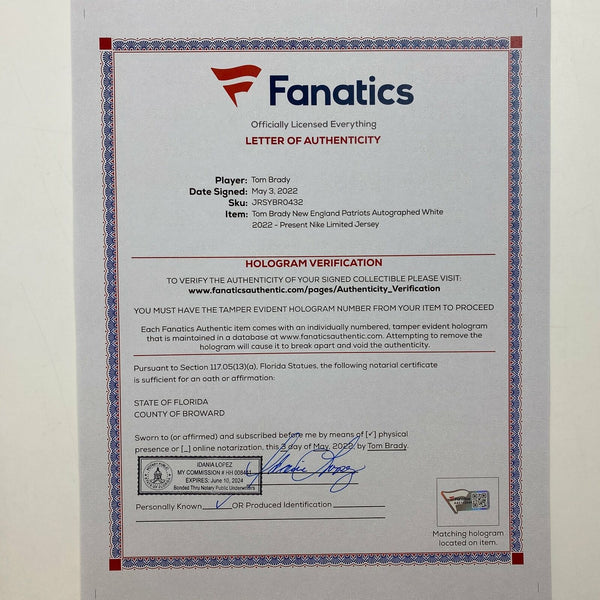 Fanatics
Officially Licensed Everything
LETTER OF AUTHENTICITY
Player: Tom Brady
Date Signed: May 3, 2022
Sku: JRSYBR0432
Item: Tom Brady New England Patriots Autographed White
2022 - Present Nike Limited Jersey
HOLOGRAM VERIFICATION
TO VERIFY THE AUTHENTICITY OF YOUR SIGNED COLLECTIBLE PLEASE VISIT:
www.fanaticsauthentic.com/pages/Authenticity_Verification
YOU MUST HAVE THE TAMPER EVIDENT HOLOGRAM NUMBER FROM YOUR ITEM TO PROCEED
Each Fanatics Authentic item comes with an individually numbered, tamper evident hologram
that is maintained in a database at www.fanaticsauthentic.com. Attempting to remove the
hologram will cause it to break apart and void the authenticity.
Pursuant to Section 117.05(13)(a), Florida Statues, the following notarial certificate
is sufficient for an oath or affirmation:
STATE OF FLORIDA
COUNTY OF BROWARD
Sworn to (or affirmed) and subscribed before me by means of [✓] physical
presence or [_] online notarization, this 3 day of May, 2022, by Tom Brady.
IDANIA LOPEZ
MY COMMISSION # HH
EXPIRES: June 10, 2024
Bonded Thru Notary Public Underwriters
Personally Known ✓ OR Produced Identification
Matching hologram
located on item.